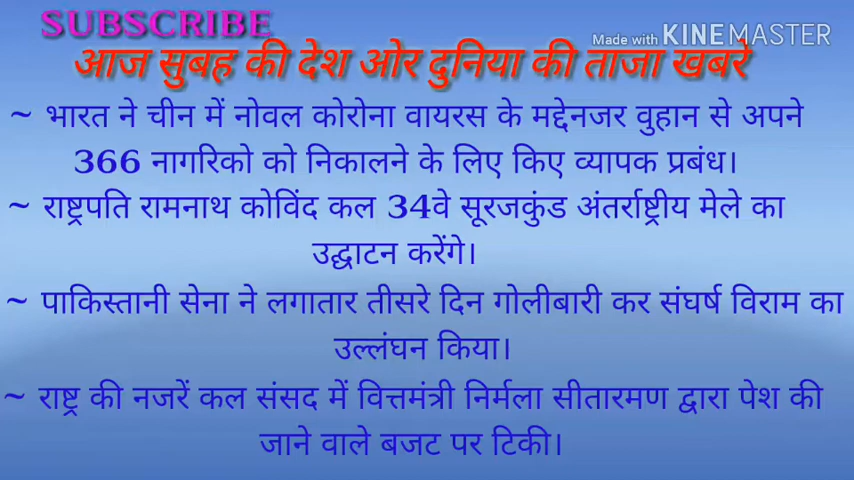 SUBSCRIBE
Made with KINEMASTER
आज सुबह की देश ओर दुनिया की ताजा खबरे
~ भारत ने चीन में नोवल कोरोना वायरस के मद्देनजर वुहान से अपने
366 नागरिको को निकालने के लिए किए व्यापक प्रबंध।
~ राष्ट्रपति रामनाथ कोविंद कल 34वे सूरजकुंड अंतर्राष्ट्रीय मेले का
उद्घाटन करेंगे।
~ पाकिस्तानी सेना ने लगातार तीसरे दिन गोलीबारी कर संघर्ष विराम का
उल्लंघन किया।
~ राष्ट्र की नजरें कल संसद में वित्तमंत्री निर्मला सीतारमण द्वारा पेश की
जाने वाले बजट पर टिकी।